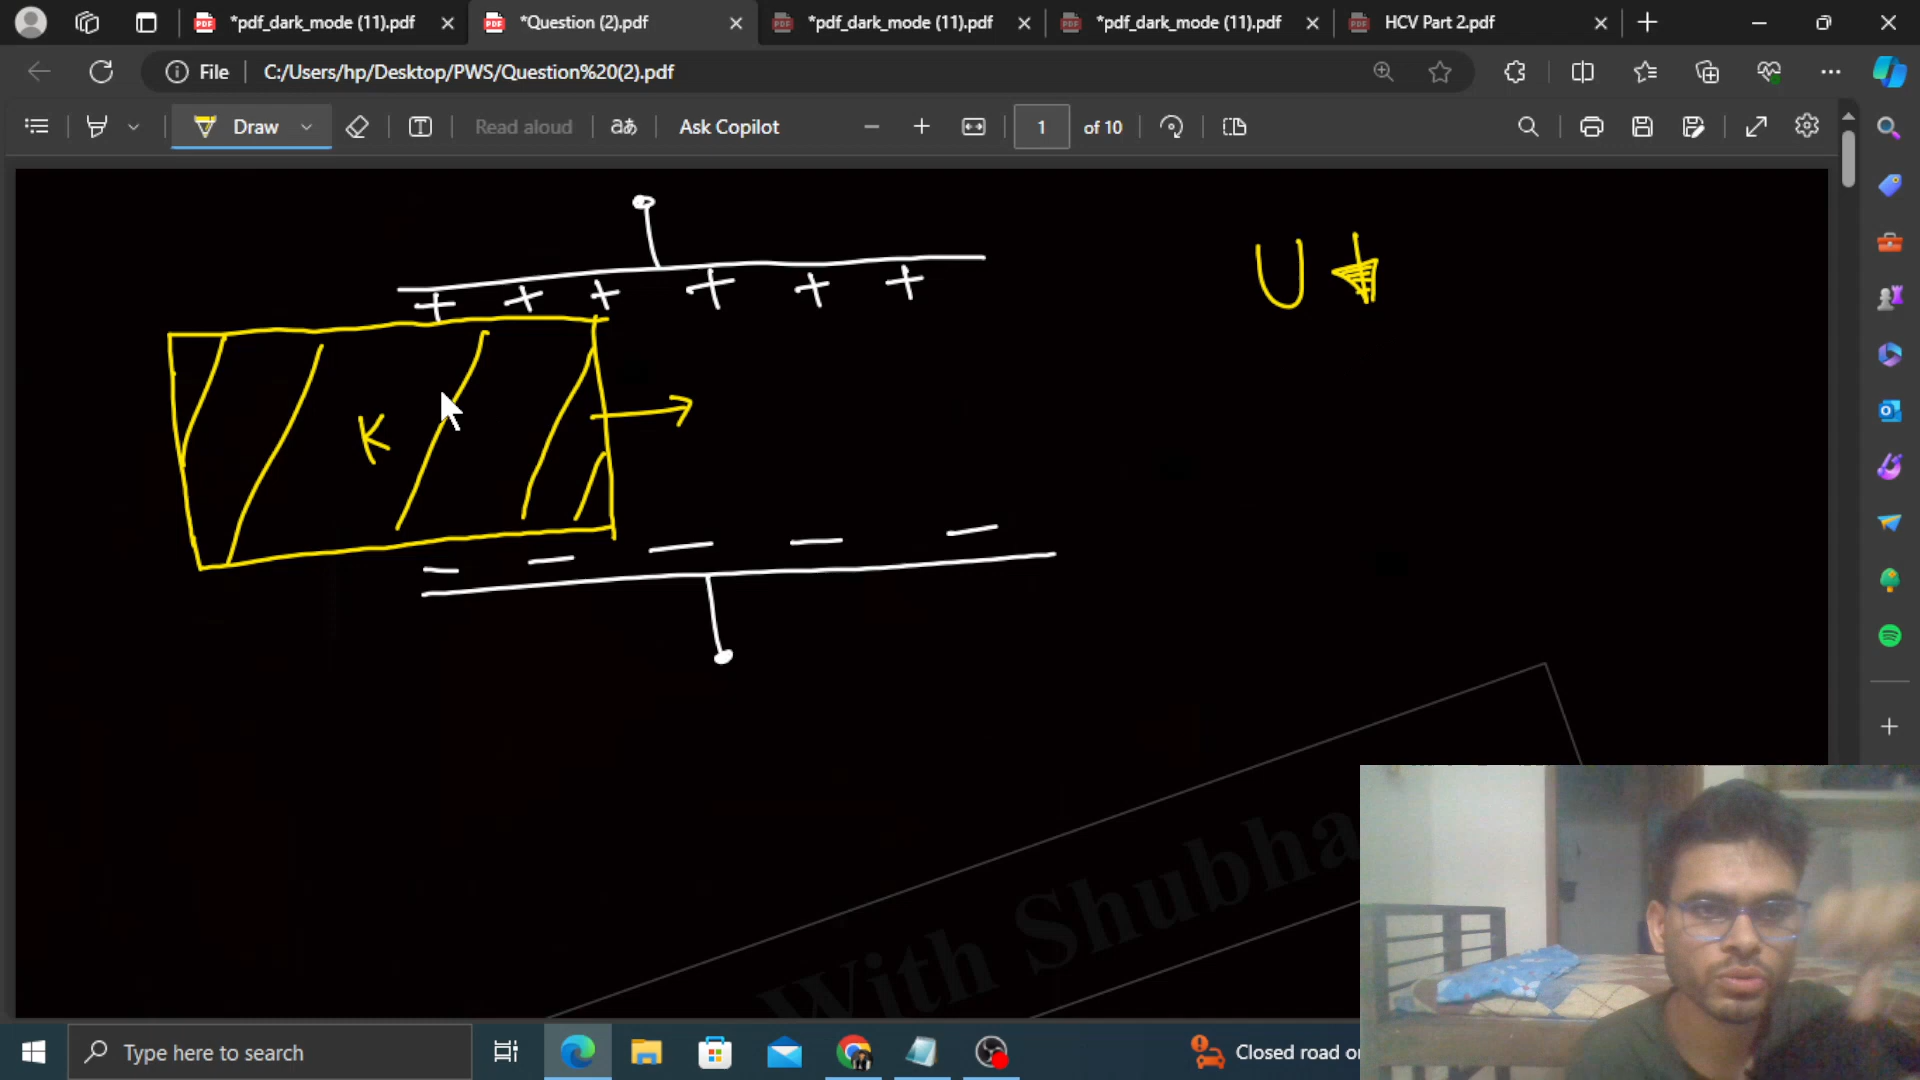 *pdf_dark_mode (11).pdf
*Question (2).pdf
*pdf_dark_mode (11).pdf
*pdf_dark_mode (11).pdf
HCV Part 2.pdf
File
C:/Users/hp/Desktop/PWS/Question%20(2).pdf
Draw
Read aloud
aあ
Ask Copilot
1
of 10
+ + + + + +
U
K
With Shubha
Type here to search
Closed road o